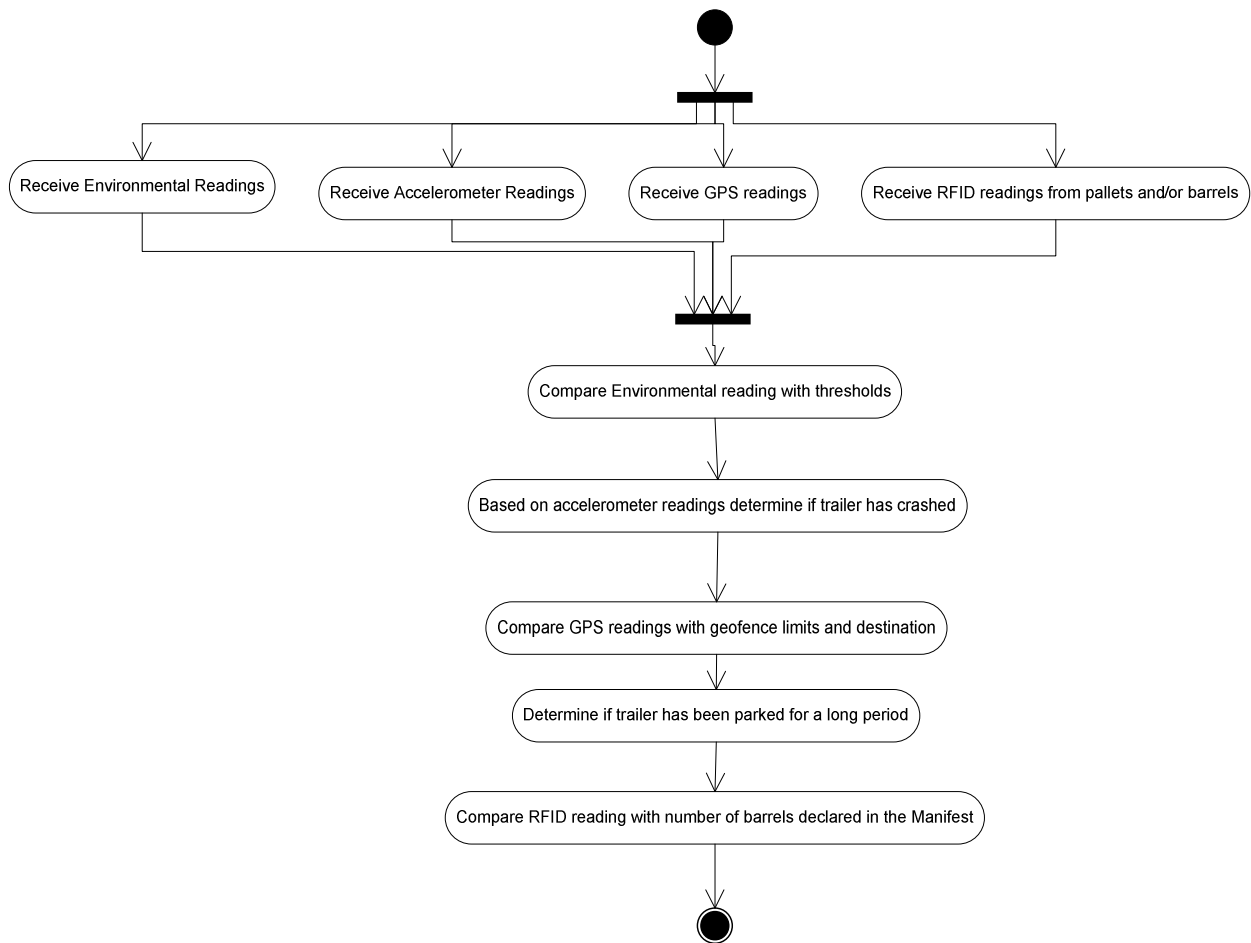 Receive Environmental Readings
Receive Accelerometer Readings
Receive GPS readings
Receive RFID readings from pallets and/or barrels
Compare Environmental reading with thresholds
Based on accelerometer readings determine if trailer has crashed
Compare GPS readings with geofence limits and destination
Determine if trailer has been parked for a long period
Compare RFID reading with number of barrels declared in the Manifest